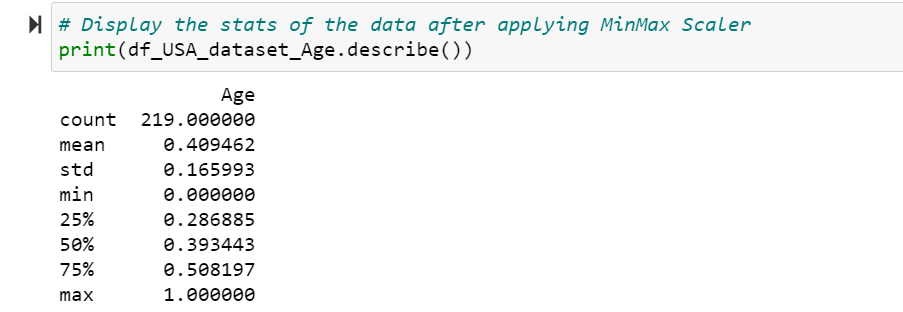 # Display the stats of the data after applying MinMax Scaler
print(df_USA_dataset_Age.describe())
Age
count 219.000000
mean 0.409462
std 0.165993
min 0.000000
25% 0.286885
50% 0.393443
75% 0.508197
max 1.000000